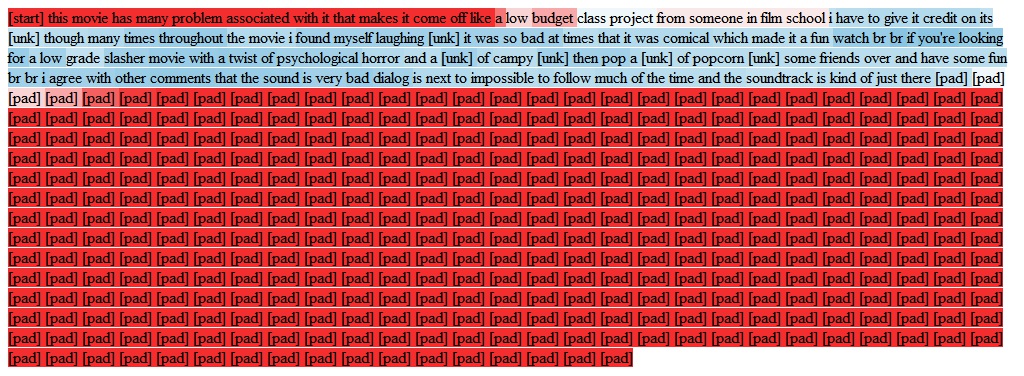 [start] this movie has many problem associated with it that makes it come off like a low budget class project from someone in film school i have to give it credit on its
[unk] though many times throughout the movie i found myself laughing [unk] it was so bad at times that it was comical which made it a fun watch br br if you're looking
for a low grade slasher movie with a twist of psychological horror and a [unk] of campy [unk] then pop a [unk] of popcorn [unk] some friends over and have some fun
br br i agree with other comments that the sound is very bad dialog is next to impossible to follow much of the time and the soundtrack is kind of just there [pad] [pad]
[pad] [pad] [pad] [pad] [pad] [pad] [pad] [pad] [pad] [pad] [pad] [pad] [pad] [pad] [pad] [pad] [pad] [pad] [pad] [pad] [pad] [pad] [pad] [pad] [pad] [pad] [pad]
[pad] [pad] [pad] [pad] [pad] [pad] [pad] [pad] [pad] [pad] [pad] [pad] [pad] [pad] [pad] [pad] [pad] [pad] [pad] [pad] [pad] [pad] [pad] [pad] [pad] [pad] [pad]
[pad] [pad] [pad] [pad] [pad] [pad] [pad] [pad] [pad] [pad] [pad] [pad] [pad] [pad] [pad] [pad] [pad] [pad] [pad] [pad] [pad] [pad] [pad] [pad] [pad] [pad] [pad]
[pad] [pad] [pad] [pad] [pad] [pad] [pad] [pad] [pad] [pad] [pad] [pad] [pad] [pad] [pad] [pad] [pad] [pad] [pad] [pad] [pad] [pad] [pad] [pad] [pad] [pad] [pad]
[pad] [pad] [pad] [pad] [pad] [pad] [pad] [pad] [pad] [pad] [pad] [pad] [pad] [pad] [pad] [pad] [pad] [pad] [pad] [pad] [pad] [pad] [pad] [pad] [pad] [pad] [pad]
[pad] [pad] [pad] [pad] [pad] [pad] [pad] [pad] [pad] [pad] [pad] [pad] [pad] [pad] [pad] [pad] [pad] [pad] [pad] [pad] [pad] [pad] [pad] [pad] [pad] [pad] [pad]
[pad] [pad] [pad] [pad] [pad] [pad] [pad] [pad] [pad] [pad] [pad] [pad] [pad] [pad] [pad] [pad] [pad] [pad] [pad] [pad] [pad] [pad] [pad] [pad] [pad] [pad] [pad]
[pad] [pad] [pad] [pad] [pad] [pad] [pad] [pad] [pad] [pad] [pad] [pad] [pad] [pad] [pad] [pad] [pad] [pad] [pad] [pad] [pad] [pad] [pad] [pad] [pad] [pad] [pad]
[pad] [pad] [pad] [pad] [pad] [pad] [pad] [pad] [pad] [pad] [pad] [pad] [pad] [pad] [pad] [pad] [pad] [pad] [pad] [pad] [pad] [pad] [pad] [pad] [pad] [pad] [pad]
[pad] [pad] [pad] [pad] [pad] [pad] [pad] [pad] [pad] [pad] [pad] [pad] [pad] [pad] [pad] [pad] [pad] [pad] [pad] [pad] [pad] [pad] [pad] [pad] [pad] [pad] [pad]
[pad] [pad] [pad] [pad] [pad] [pad] [pad] [pad] [pad] [pad] [pad] [pad] [pad] [pad] [pad] [pad] [pad] [pad] [pad] [pad] [pad] [pad] [pad] [pad] [pad] [pad] [pad]
[pad] [pad] [pad] [pad] [pad] [pad] [pad] [pad] [pad] [pad] [pad] [pad] [pad] [pad] [pad] [pad] [pad] [pad] [pad] [pad] [pad] [pad] [pad] [pad] [pad] [pad] [pad]
[pad] [pad] [pad] [pad] [pad] [pad] [pad] [pad] [pad] [pad] [pad] [pad] [pad] [pad] [pad] [pad] [pad] [pad] [pad] [pad] [pad] [pad] [pad] [pad] [pad] [pad] [pad]
[pad] [pad] [pad] [pad] [pad] [pad] [pad] [pad] [pad] [pad] [pad] [pad] [pad] [pad] [pad] [pad] [pad]